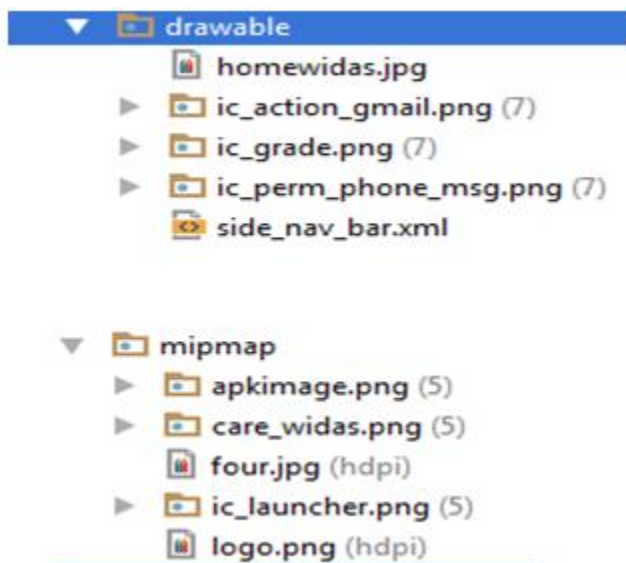 drawable
homewidas.jpg
ic_action_gmail.png (7)
ic_grade.png (7)
ic_perm_phone_msg.png (7)
side_nav_bar.xml
mipmap
apkimage.png (5)
care_widas.png (5)
four.jpg (hdpi)
ic_launcher.png (5)
logo.png (hdpi)